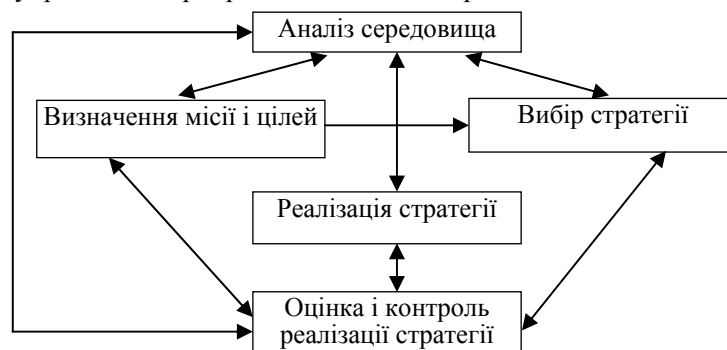 Аналіз середовища
Визначення місії і цілей
Вибір стратегії
Реалізація стратегії
Оцінка і контроль
реалізації стратегії